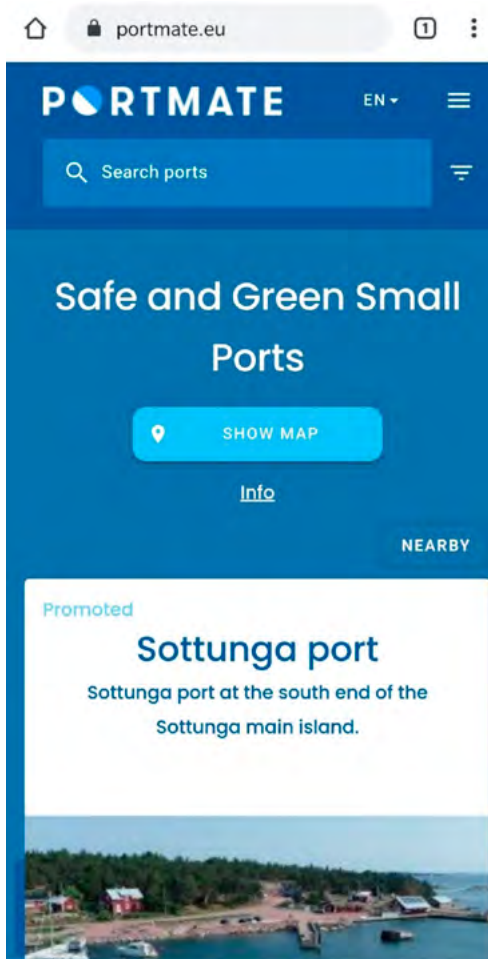 portmate.eu
1
PORTMATE
EN
Search ports
Safe and Green Small
Ports
SHOW MAP
Info
NEARBY
Promoted
Sottunga port
Sottunga port at the south end of the
Sottunga main island.